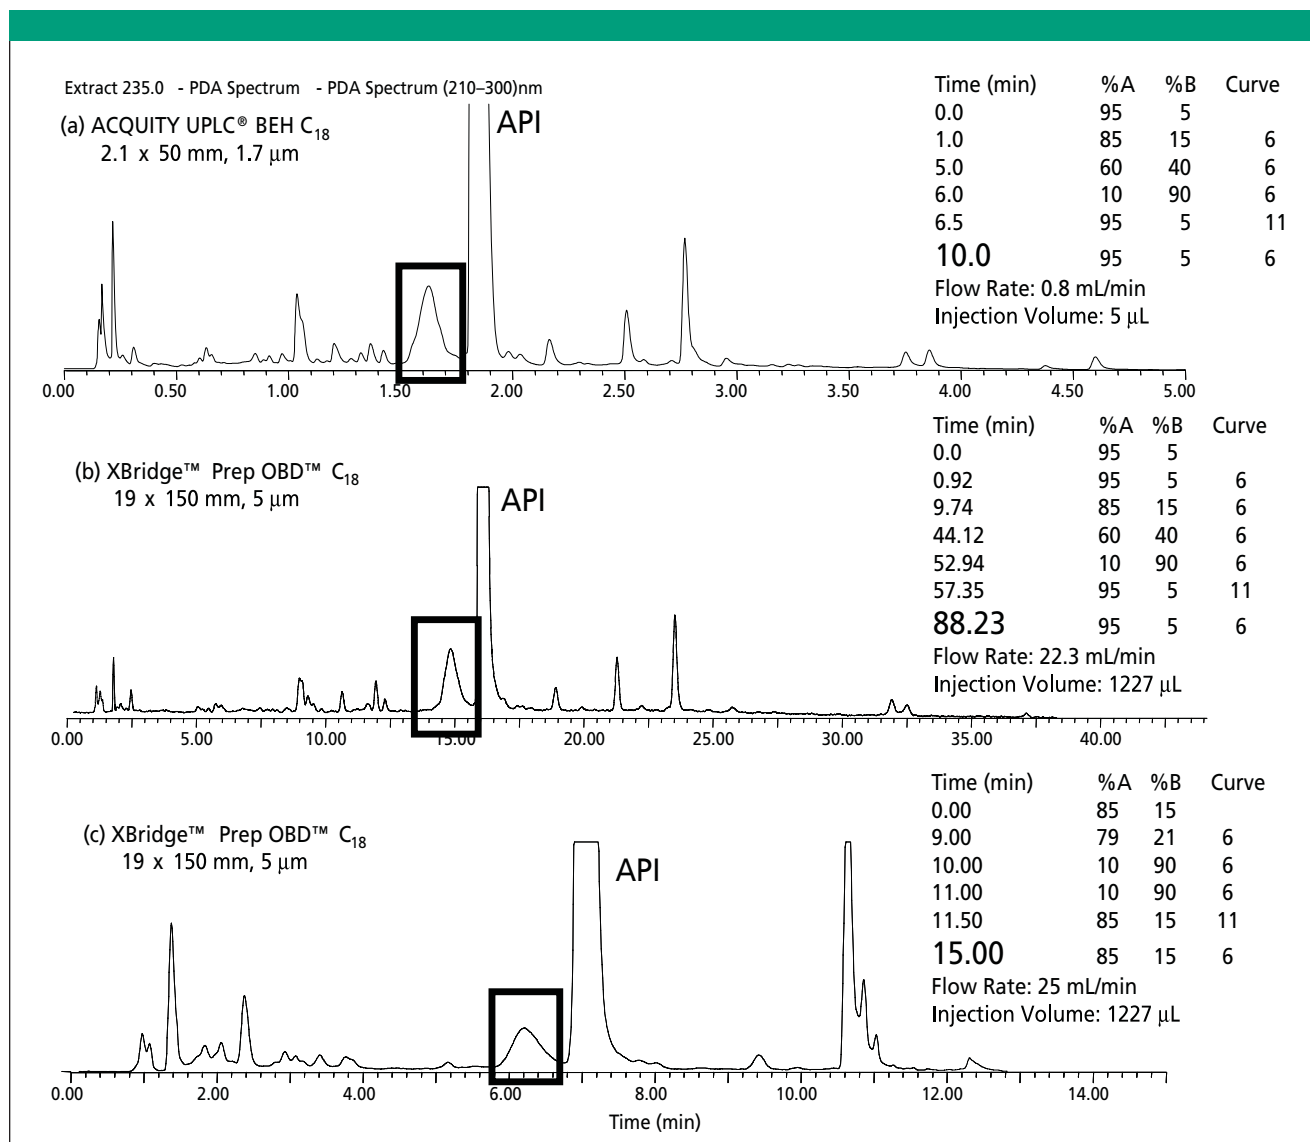 Extract 235.0 - PDA Spectrum - PDA Spectrum (210–300)nm
(a) ACQUITY UPLC® BEH C18
2.1 x 50 mm, 1.7 μm
API
Time (min) %A %B Curve
0.0 95 5
1.0 85 15 6
5.0 60 40 6
6.0 10 90 6
6.5 95 5 11
10.0 95 5 6
Flow Rate: 0.8 mL/min
Injection Volume: 5 μL
0.00 0.50 1.00 1.50 2.00 2.50 3.00 3.50 4.00 4.50 5.00
(b) XBridge™ Prep OBD™ C18
19 x 150 mm, 5 μm
API
Time (min) %A %B Curve
0.0 95 5
0.92 95 5 6
9.74 85 15 6
44.12 60 40 6
52.94 10 90 6
57.35 95 5 11
88.23 95 5 6
Flow Rate: 22.3 mL/min
Injection Volume: 1227 μL
0.00 5.00 10.00 15.00 20.00 25.00 30.00 35.00 40.00
(c) XBridge™ Prep OBD™ C18
19 x 150 mm, 5 μm
API
Time (min) %A %B Curve
0.00 85 15
9.00 79 21 6
10.00 10 90 6
11.00 10 90 6
11.50 85 15 11
15.00 85 15 6
Flow Rate: 25 mL/min
Injection Volume: 1227 μL
0.00 2.00 4.00 6.00 8.00 10.00 12.00 14.00
Time (min)